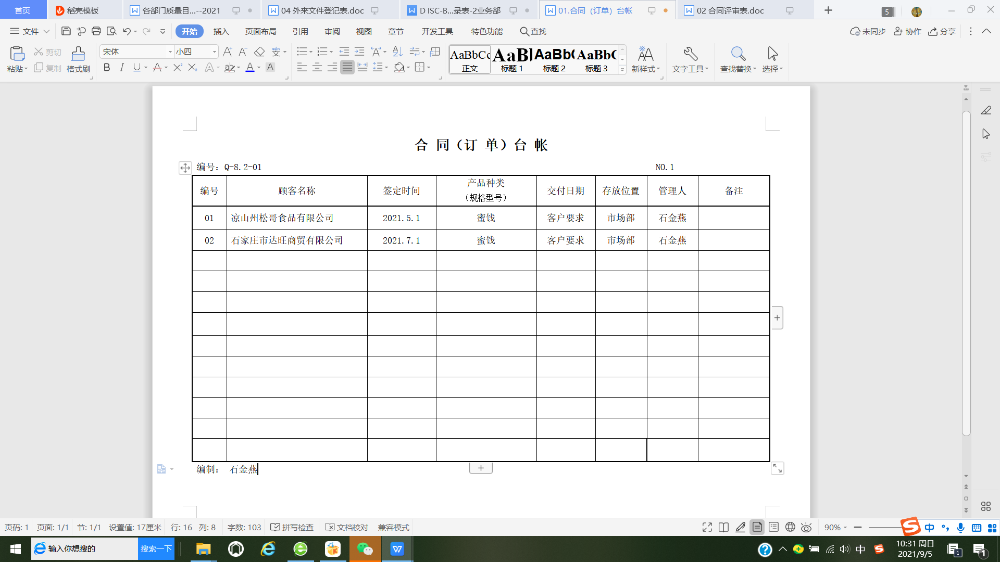 首页 稻壳模板 各部门质量目...--2021 04 外来文件登记表.doc D ISC-B...录表-2业务部 01.合同（订单）台帐 02 合同评审表.doc 5
文件 开始 插入 页面布局 引用 审阅 视图 章节 开发工具 特色功能 查找 未同步 协作 分享
粘贴 剪切 复制 格式刷 宋体 小四 AaBbCc 正文 AaBl 标题 1 AaBb( 标题 2 AaBbC 标题 3 新样式 文字工具 查找替换 选择
合 同（订 单）台 帐
编号：Q-8.2-01 NO.1
编号 顾客名称 签定时间 产品种类（规格型号） 交付日期 存放位置 管理人 备注
01 凉山州松哥食品有限公司 2021.5.1 蜜饯 客户要求 市场部 石金燕
02 石家庄市达旺商贸有限公司 2021.7.1 蜜饯 客户要求 市场部 石金燕
编制： 石金燕
页码: 1 页面: 1/1 节: 1/1 设置值: 17厘米 行: 16 列: 8 字数: 103 拼写检查 文档校对 兼容模式 90% 中
输入你想搜的 搜索一下 中 10:31 周日 1 1
2021/9/5